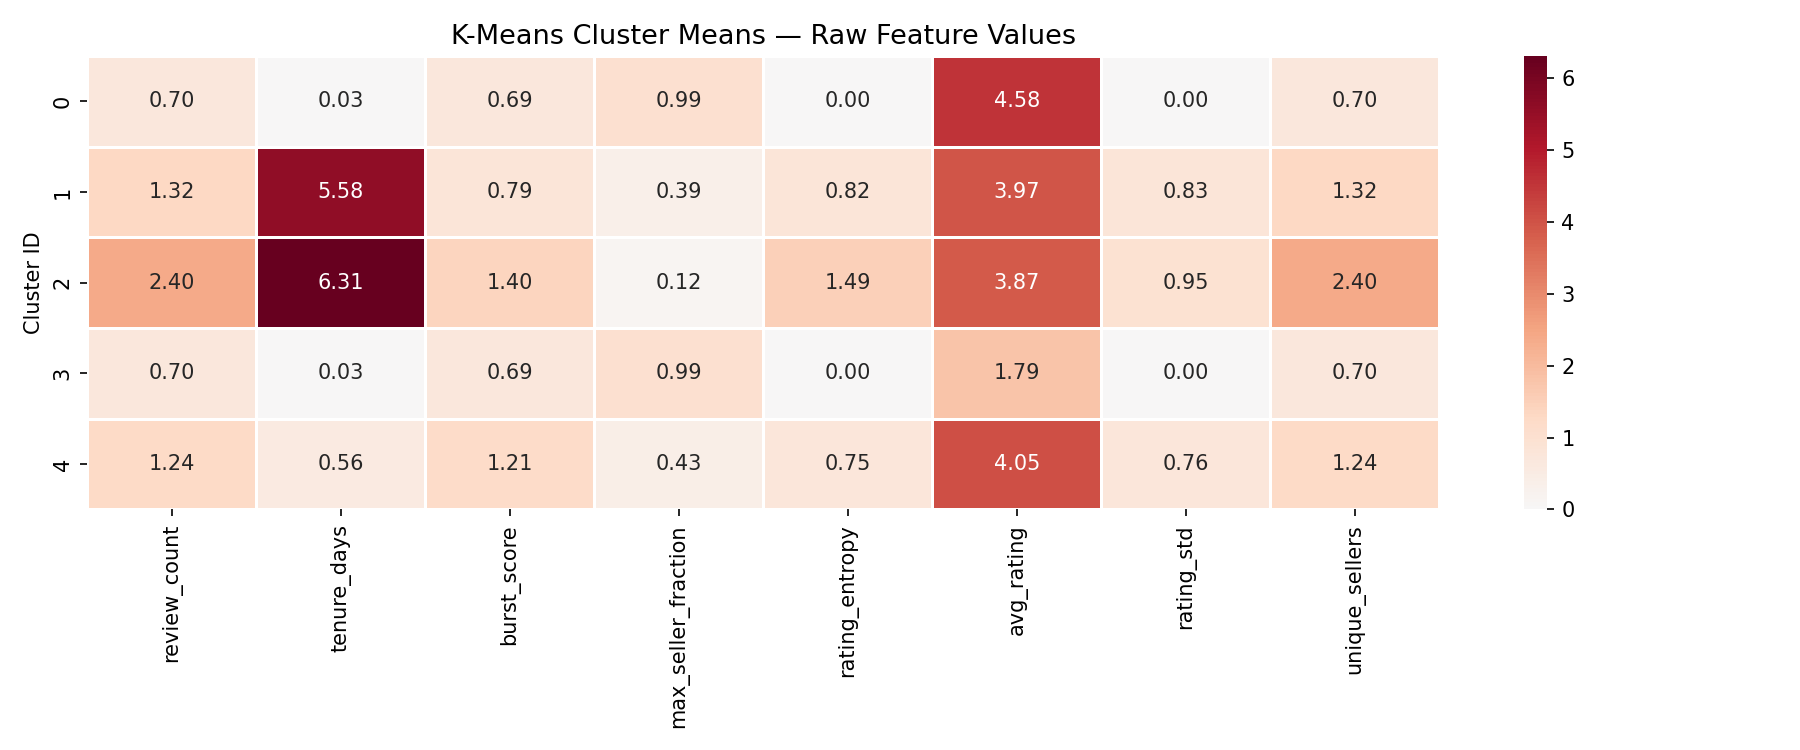 K-Means Cluster Means — Raw Feature Values
Cluster ID
0 0.70 0.03 0.69 0.99 0.00 4.58 0.00 0.70
1 1.32 5.58 0.79 0.39 0.82 3.97 0.83 1.32
2 2.40 6.31 1.40 0.12 1.49 3.87 0.95 2.40
3 0.70 0.03 0.69 0.99 0.00 1.79 0.00 0.70
4 1.24 0.56 1.21 0.43 0.75 4.05 0.76 1.24
review_count
tenure_days
burst_score
max_seller_fraction
rating_entropy
avg_rating
rating_std
unique_sellers
6
5
4
3
2
1
0